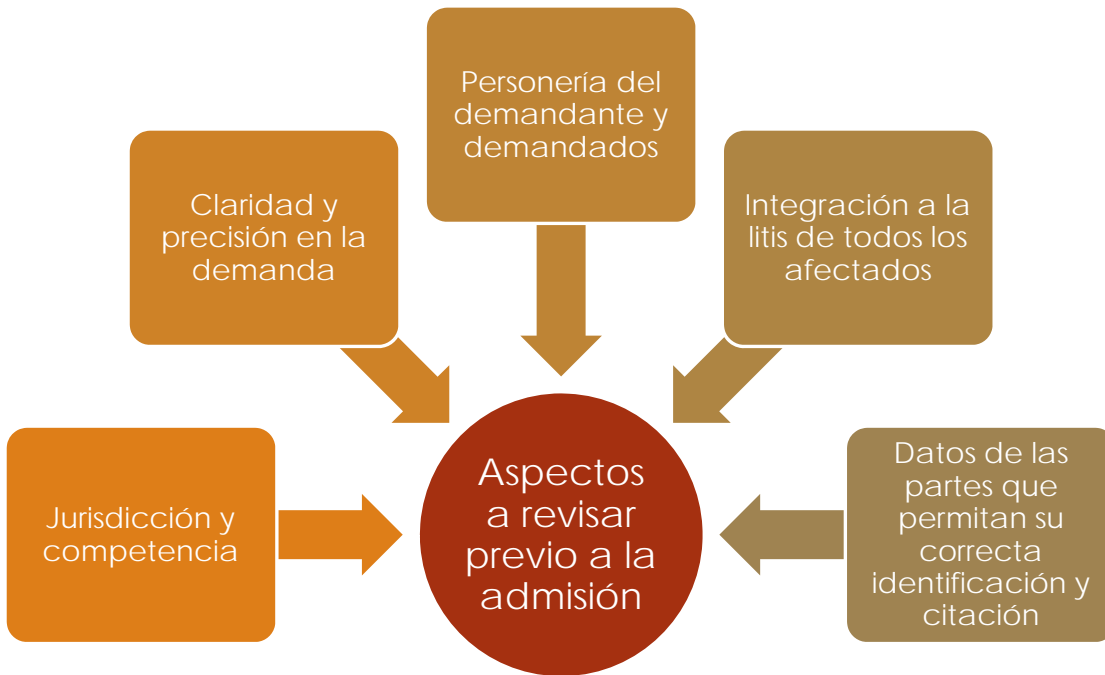 Jurisdicción y
competencia
Claridad y
precisión en la
demanda
Personería del
demandante y
demandados
Integración a la
litis de todos los
afectados
Datos de las
partes que
permitan su
correcta
identificación y
citación
Aspectos
a revisar
previo a la
admisión